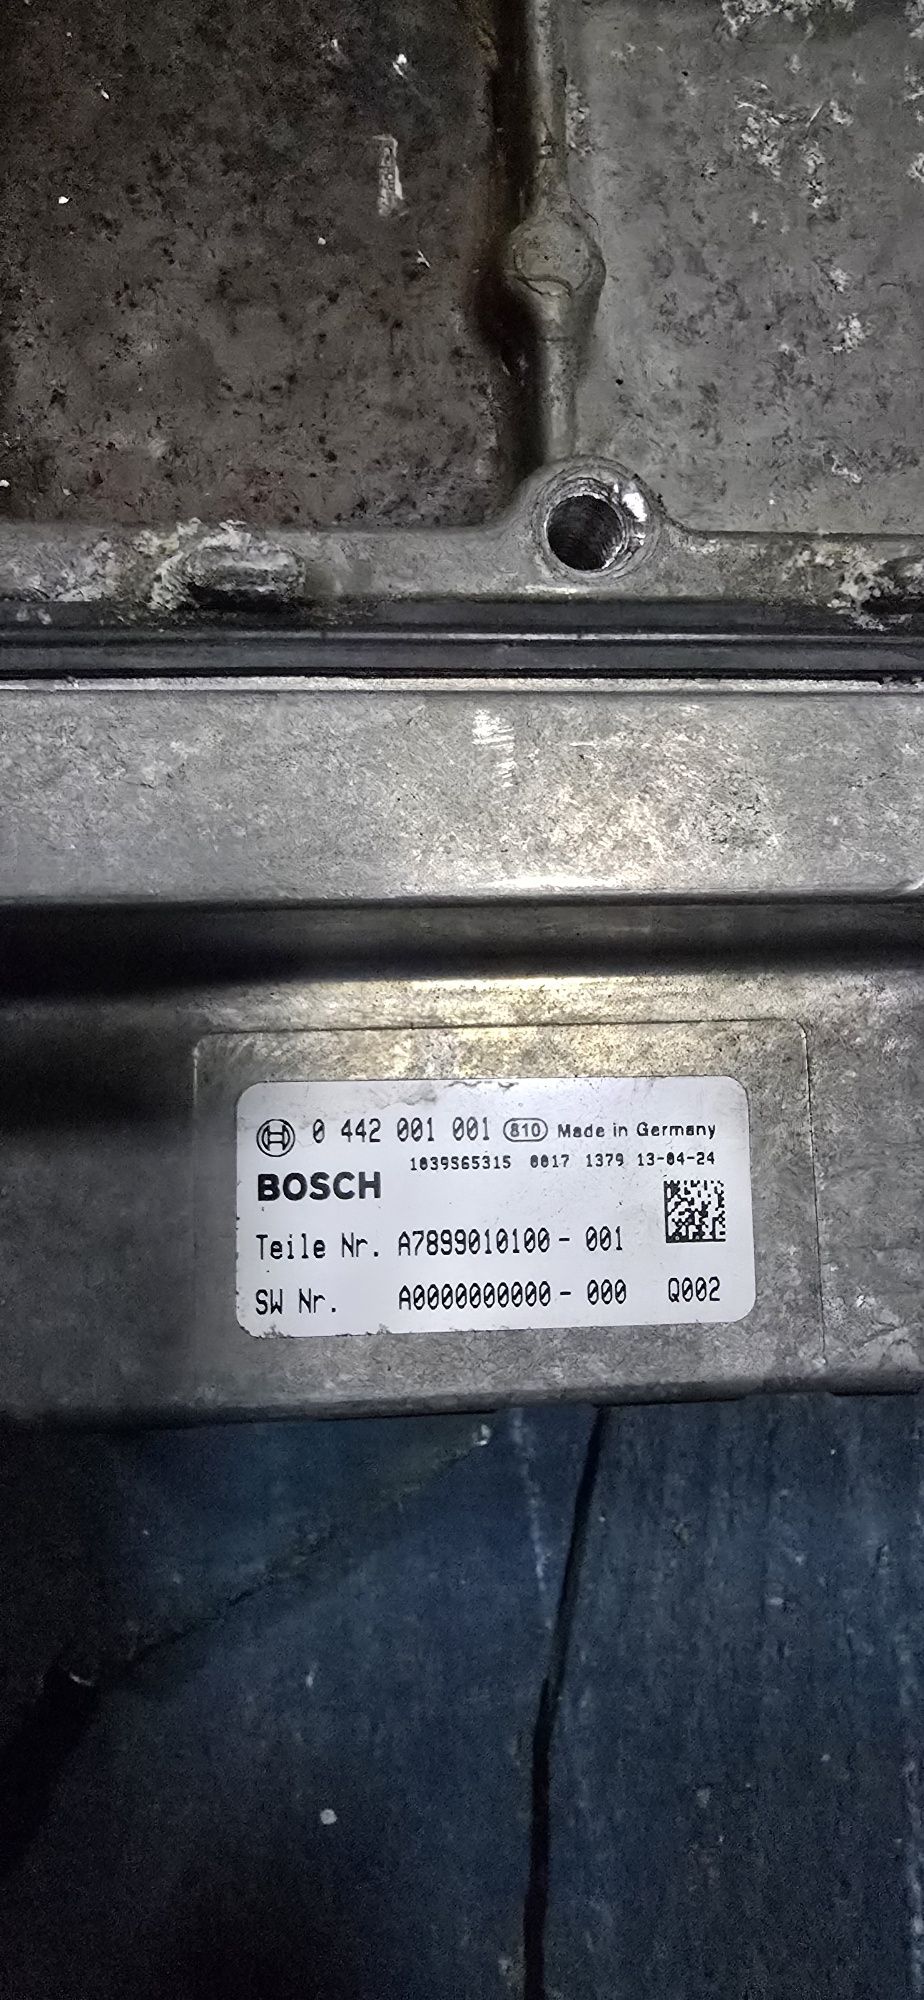 0 442 001 001 810 Made in Germany
1039S65315 0017 1379 13-04-24
BOSCH
Teile Nr. A7899010100 - 001
SW Nr. A0000000000 - 000 Q002